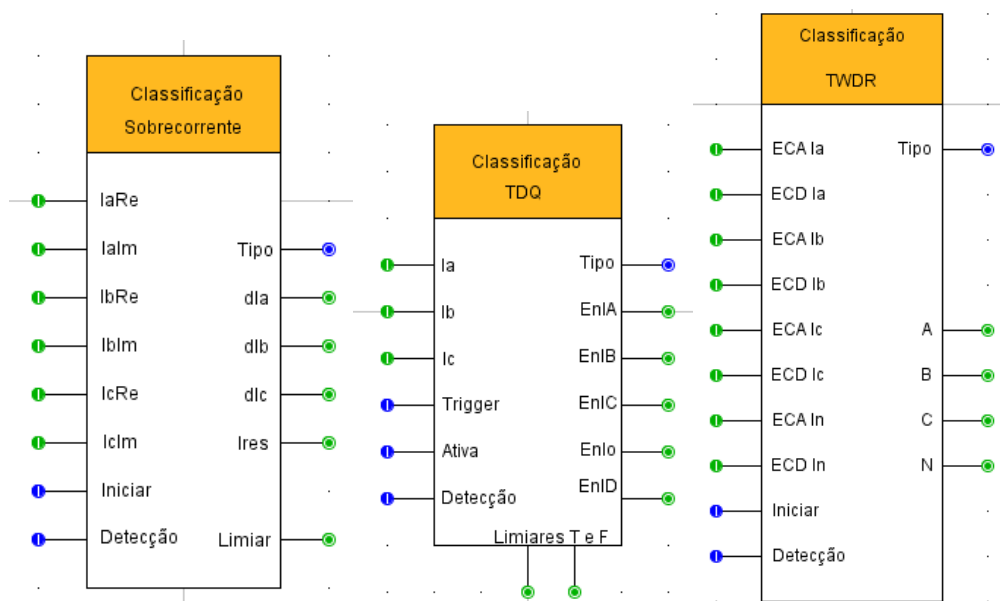 Classificação
Sobrecorrente
IaRe
IaIm
Tipo
IbRe
dIa
IbIm
dIb
IcRe
dIc
IcIm
Ires
Iniciar
Detecção
Limiar
Classificação
TDQ
Ia
Tipo
Ib
EnIA
Ic
EnIB
Trigger
EnIC
Ativa
EnIo
Detecção
EnID
Limiares T e F
Classificação
TWDR
ECA Ia
Tipo
ECD Ia
ECA Ib
ECD Ib
ECA Ic
A
ECD Ic
B
ECA In
C
ECD In
N
Iniciar
Detecção